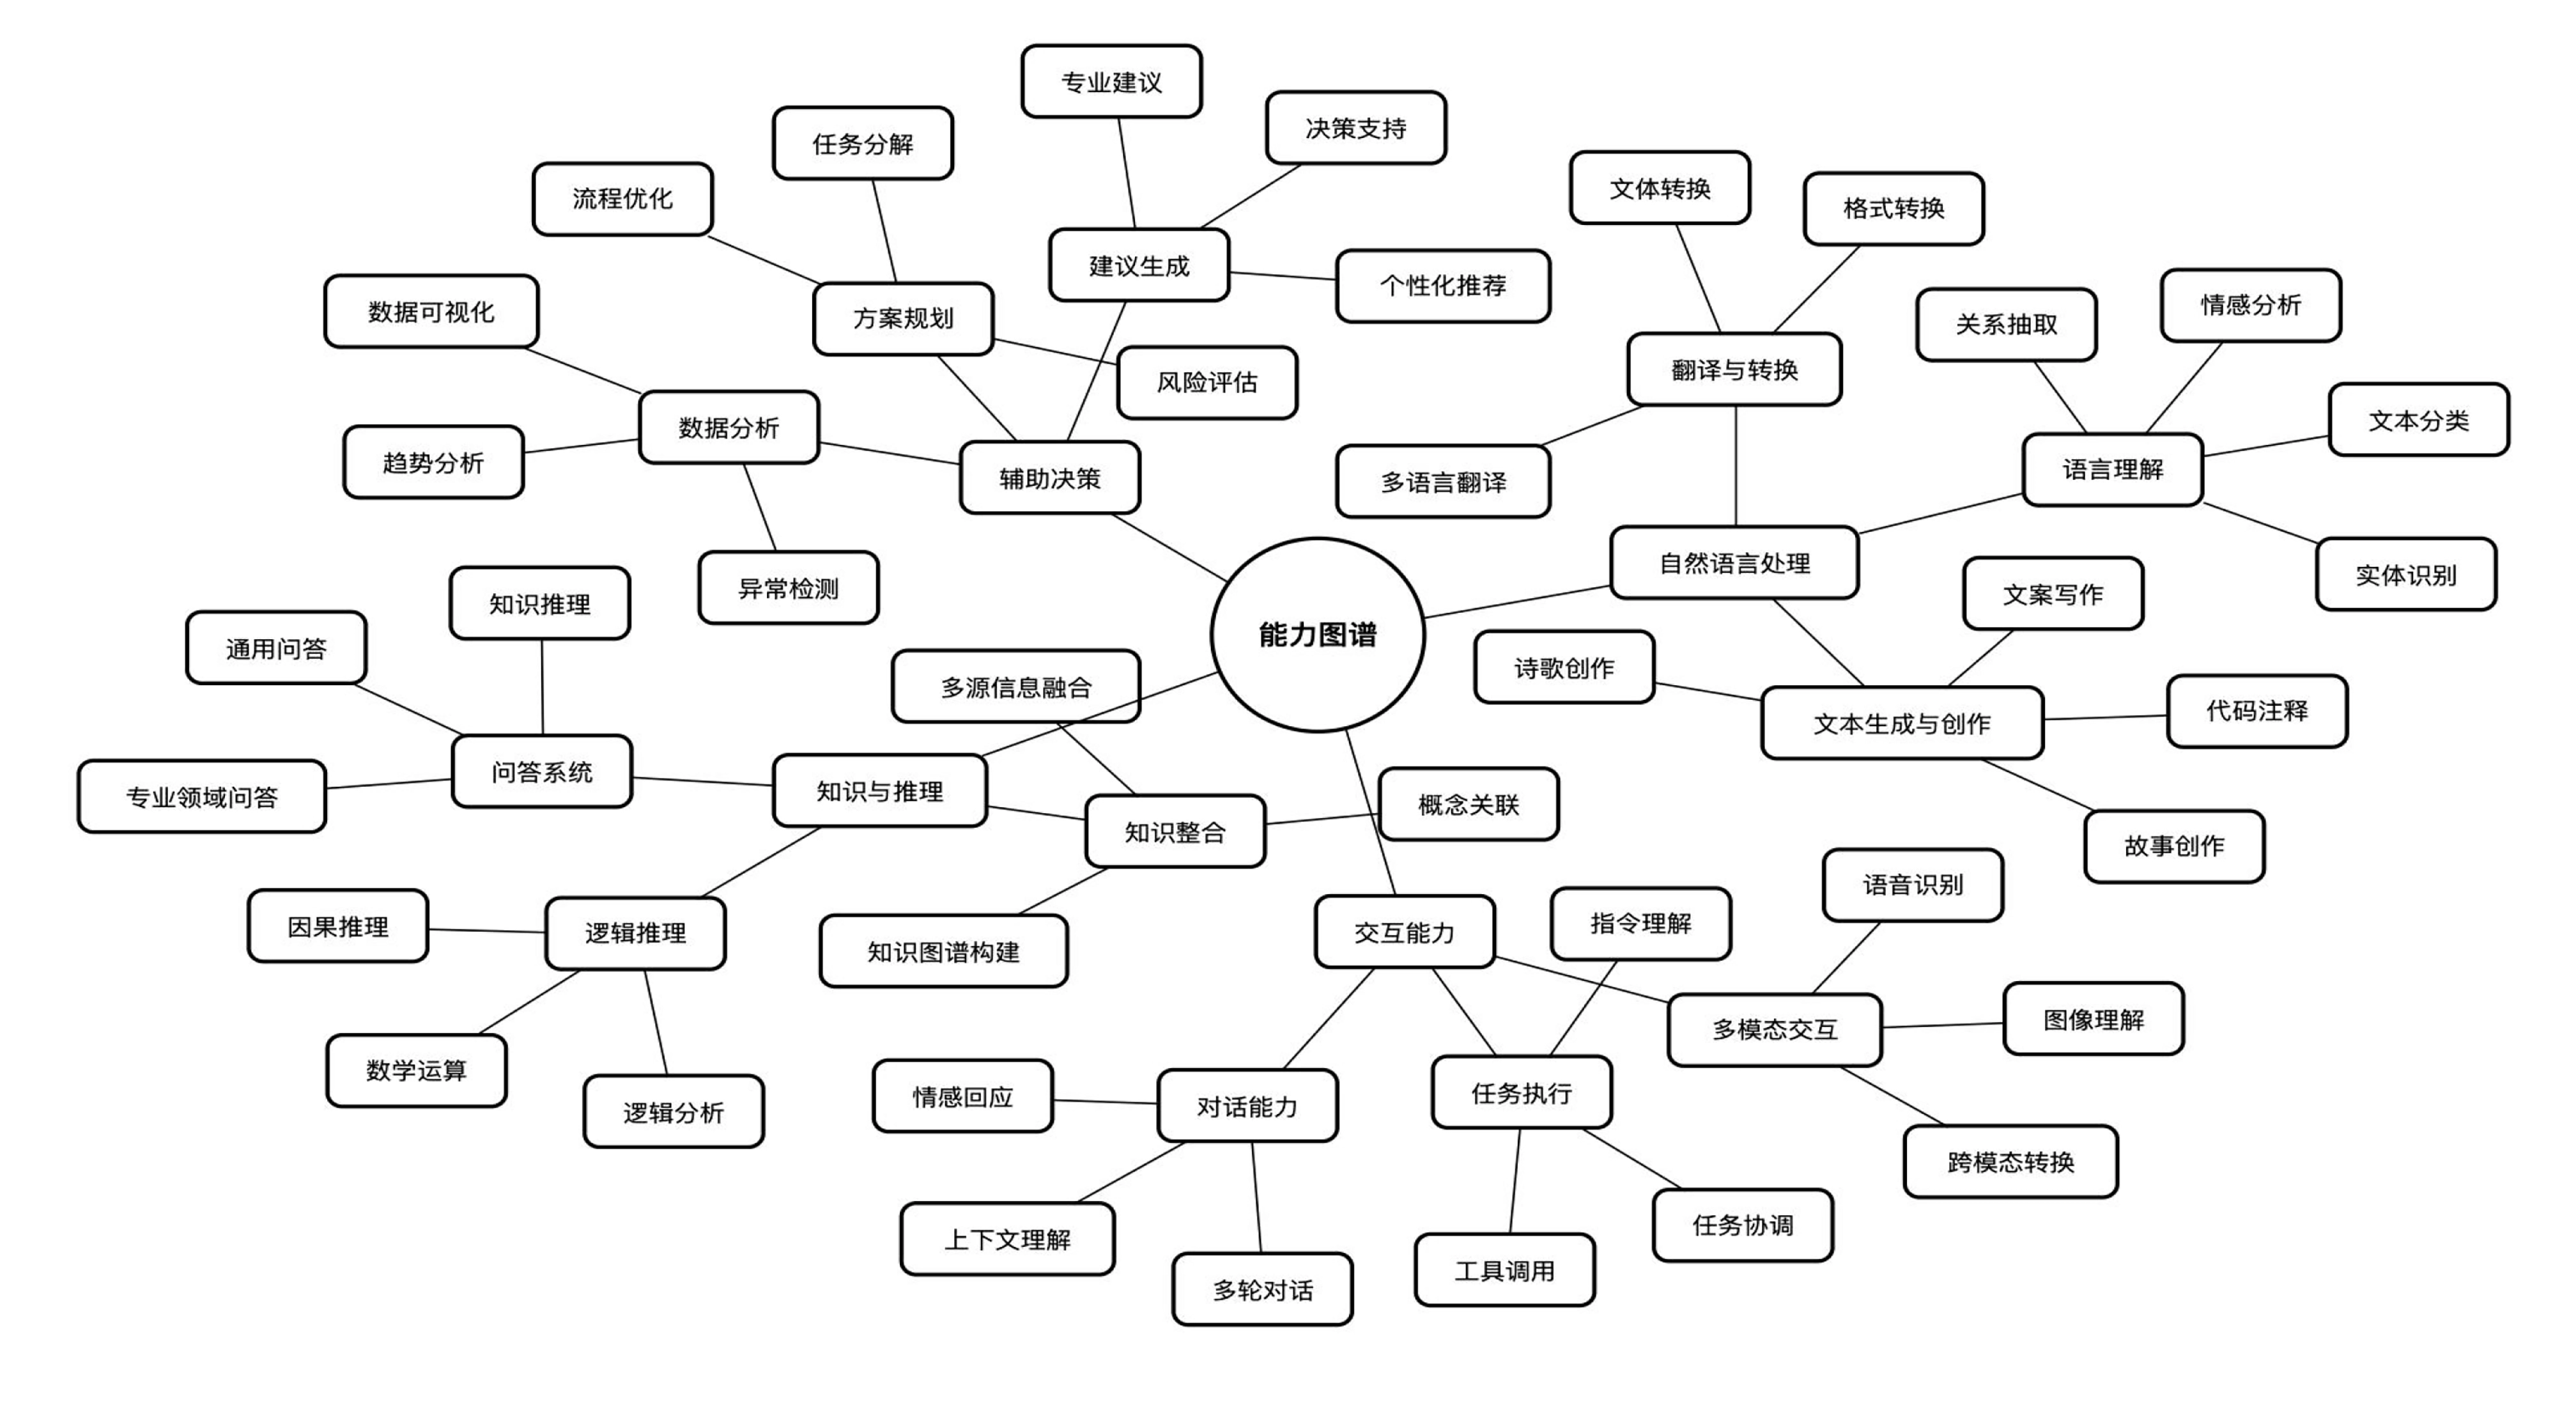 专业建议
决策支持
任务分解
流程优化
建议生成
个性化推荐
方案规划
风险评估
数据可视化
数据分析
趋势分析
辅助决策
异常检测
文体转换
格式转换
翻译与转换
多语言翻译
关系抽取
情感分析
文本分类
语言理解
实体识别
自然语言处理
文案写作
诗歌创作
文本生成与创作
代码注释
故事创作
能力图谱
知识推理
通用问答
问答系统
专业领域问答
多源信息融合
知识与推理
知识整合
概念关联
知识图谱构建
因果推理
逻辑推理
数学运算
逻辑分析
交互能力
指令理解
语音识别
多模态交互
图像理解
跨模态转换
情感回应
对话能力
任务执行
上下文理解
多轮对话
工具调用
任务协调